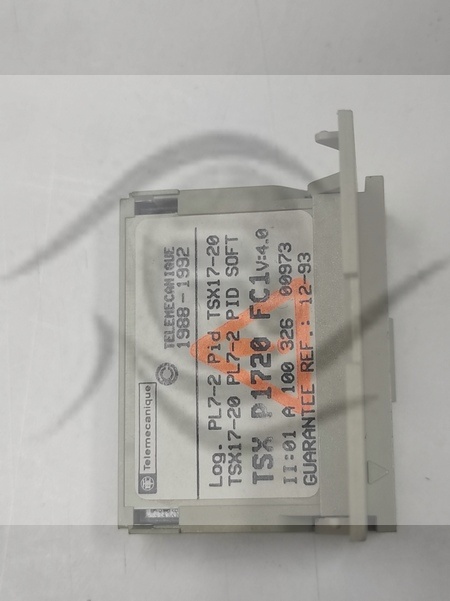 Telemecanique
TELEMECANIQUE
1988-1992
Log. PL7-2 Pid TSX17-20
TSX17-20 PL7-2 PID SOFT
TSX P1720 FC1 V:4.0
II:01 A 100 326 00973
GUARANTEE REF.: 12-93